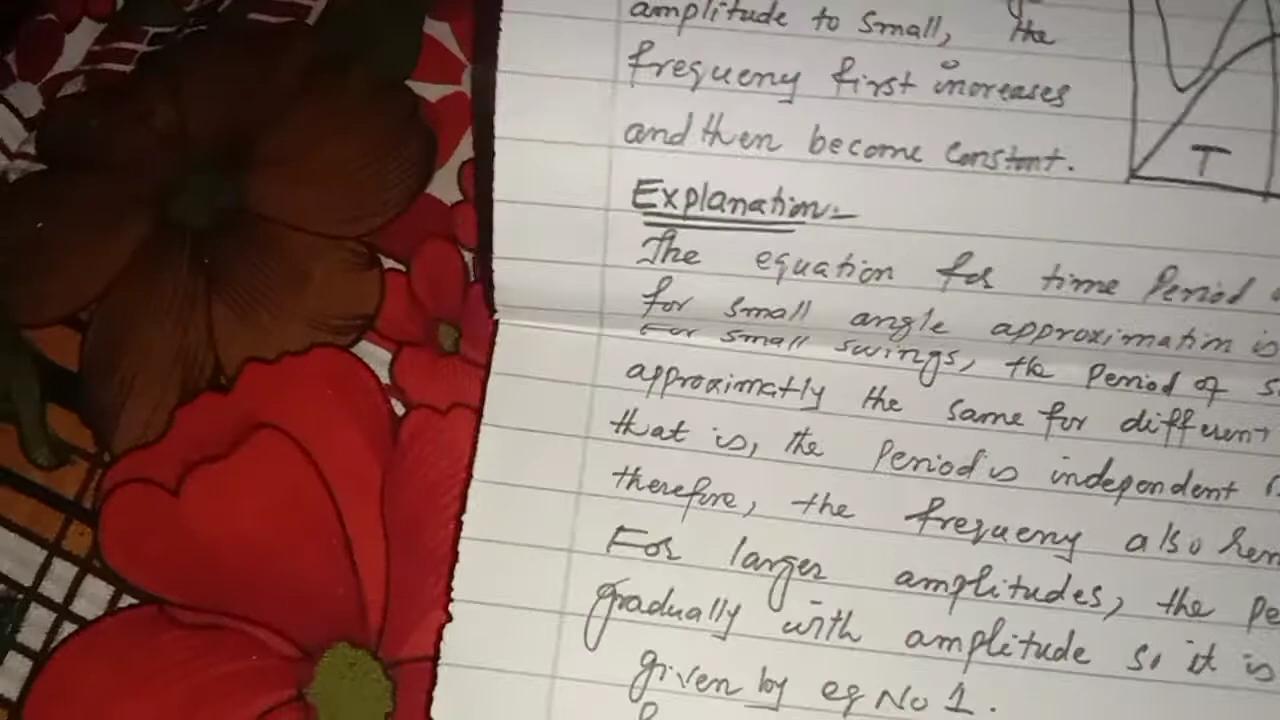 amplitude to small, the
frequeny first increases
and then become constant.
T
Explanation:-
The equation for time Period
for small angle approximation is
For small swings, the period of
approximatly the same for different
that is, the Period is independent
therefore, the frequeny also
For larger amplitudes, the
gradually with amplitude so it is
given by eq No 1.